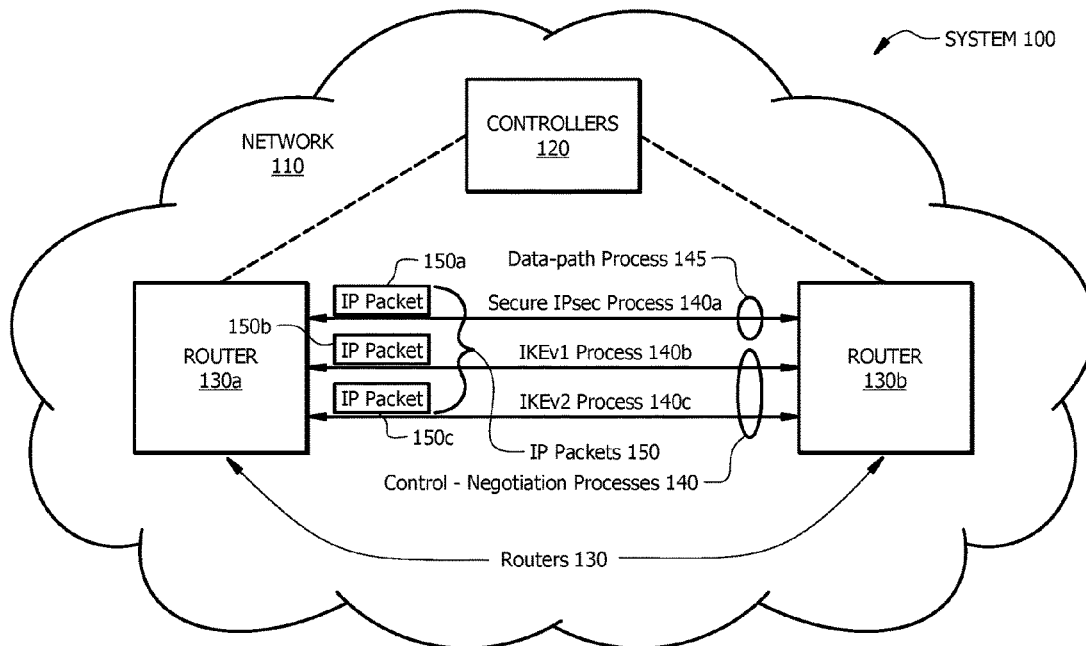 SYSTEM 100
CONTROLLERS
120
NETWORK
110
150a
Data-path Process 145
IP Packet
Secure IPsec Process 140a
150b
ROUTER
130a
IP Packet
IKEv1 Process 140b
ROUTER
130b
IP Packet
IKEv2 Process 140c
150c
IP Packets 150
Control - Negotiation Processes 140
Routers 130